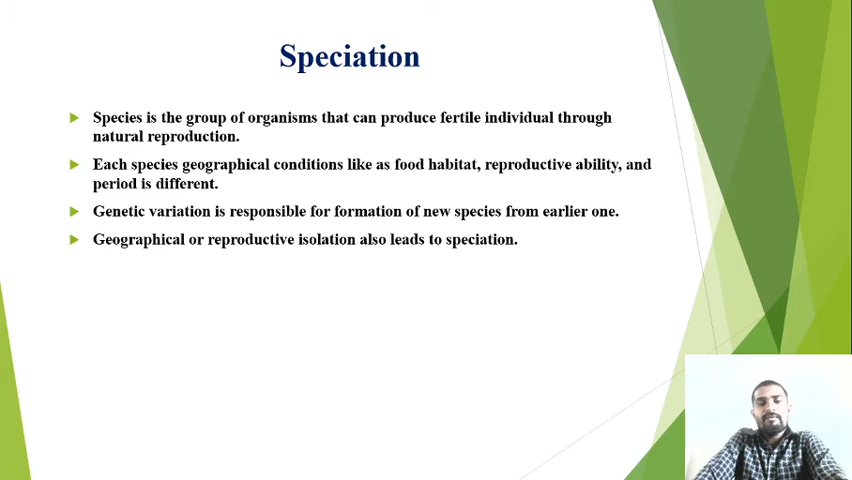 Speciation
Species is the group of organisms that can produce fertile individual through
natural reproduction.
Each species geographical conditions like as food habitat, reproductive ability, and
period is different.
Genetic variation is responsible for formation of new species from earlier one.
Geographical or reproductive isolation also leads to speciation.